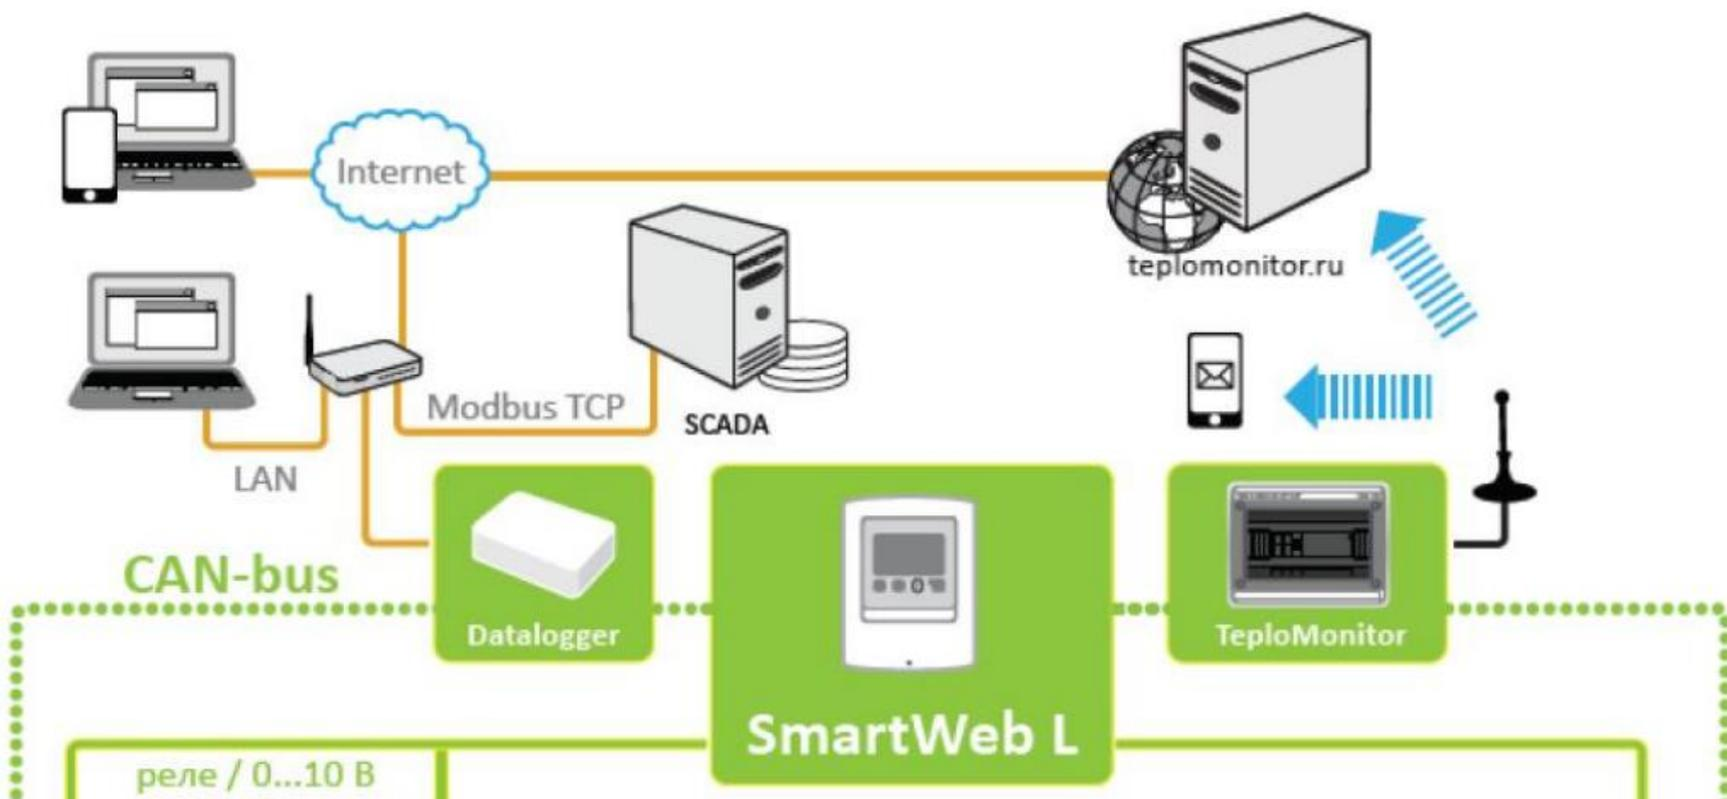 Internet
teplomonitor.ru
Modbus TCP
SCADA
LAN
CAN-bus
Datalogger
TeploMonitor
SmartWeb L
реле / 0...10 В